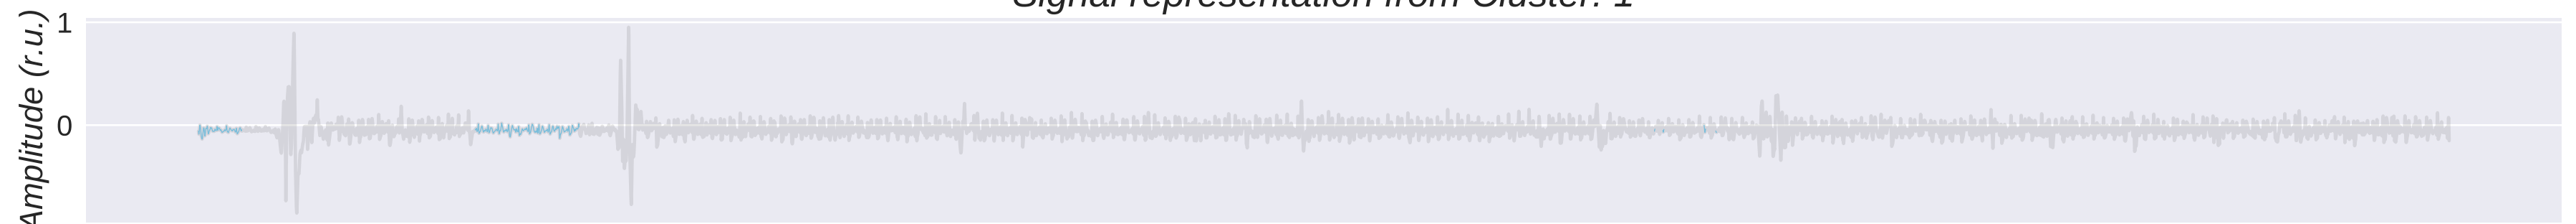 Signal representation from Cluster: 1
Amplitude (r.u.)
1
0